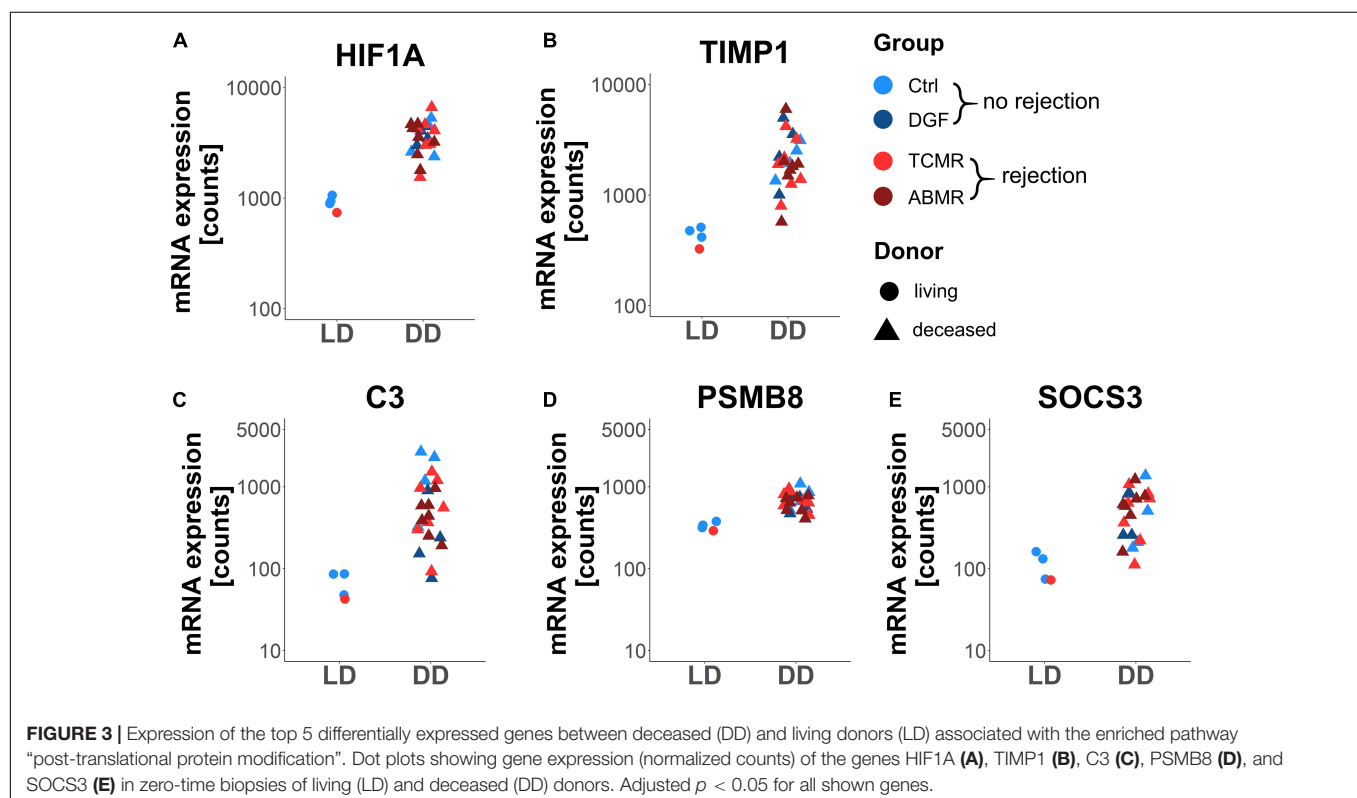 A
HIF1A
mRNA expression
[counts]
10000
1000
100
LD
DD
B
TIMP1
mRNA expression
[counts]
10000
1000
100
LD
DD
Group
Ctrl
DGF
no rejection
TCMR
ABMR
rejection
Donor
living
deceased
C
C3
mRNA expression
[counts]
5000
1000
100
10
LD
DD
D
PSMB8
mRNA expression
[counts]
5000
1000
100
10
LD
DD
E
SOCS3
mRNA expression
[counts]
5000
1000
100
10
LD
DD
FIGURE 3 | Expression of the top 5 differentially expressed genes between deceased (DD) and living donors (LD) associated with the enriched pathway
“post-translational protein modification”. Dot plots showing gene expression (normalized counts) of the genes HIF1A (A), TIMP1 (B), C3 (C), PSMB8 (D), and
SOCS3 (E) in zero-time biopsies of living (LD) and deceased (DD) donors. Adjusted p < 0.05 for all shown genes.